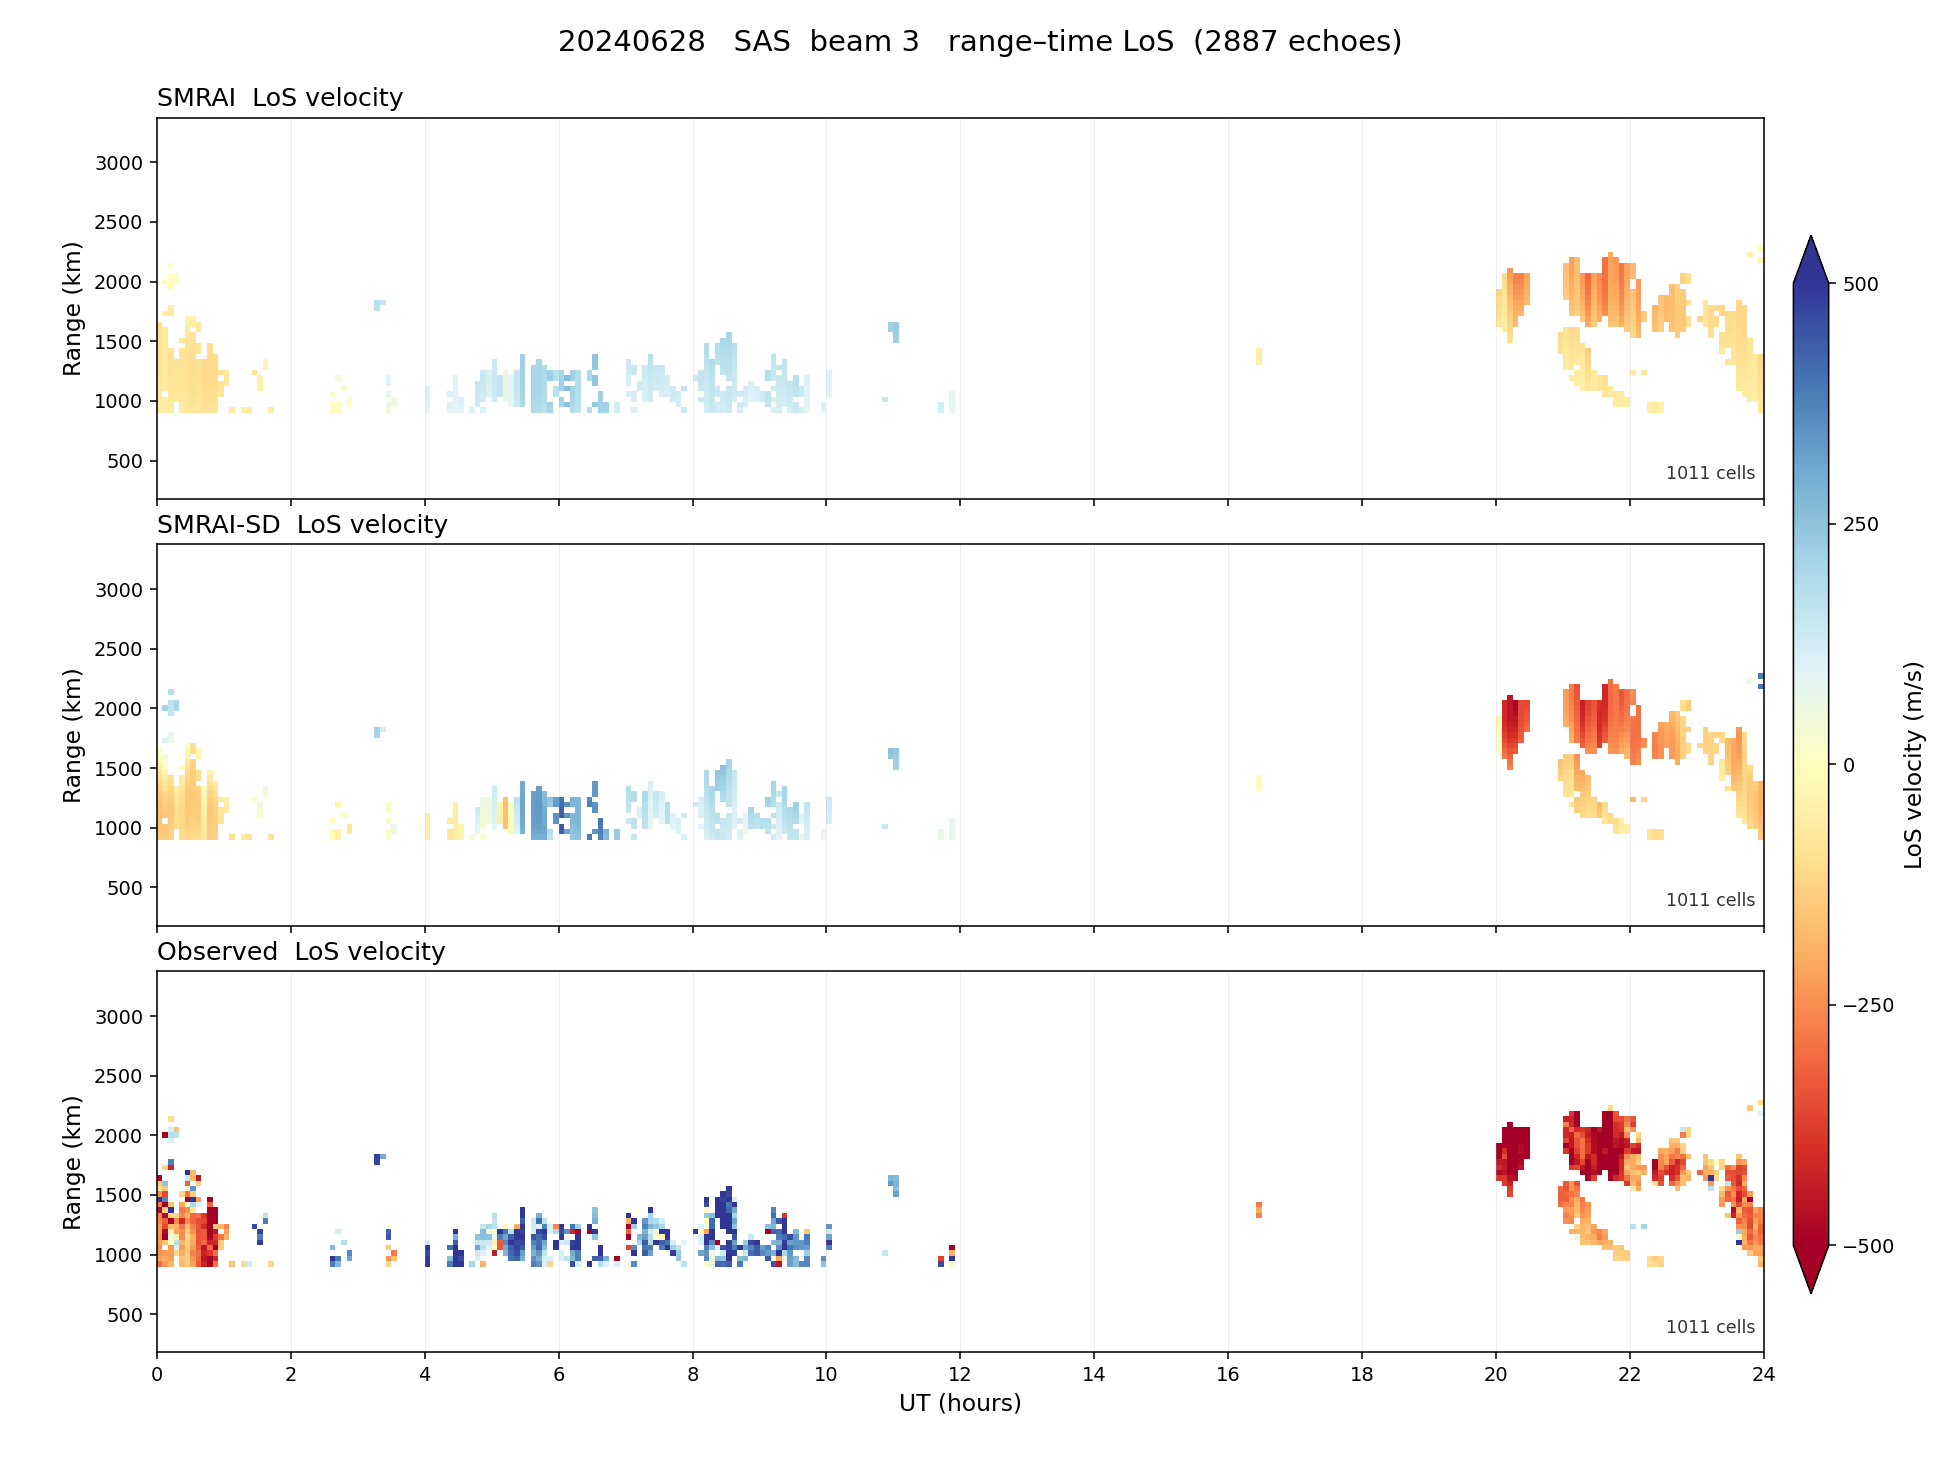 20240628   SAS  beam 3   range–time LoS  (2887 echoes)
SMRAI  LoS velocity
3000
2500
2000
1500
1000
500
Range (km)
1011 cells
SMRAI-SD  LoS velocity
3000
2500
2000
1500
1000
500
Range (km)
1011 cells
Observed  LoS velocity
3000
2500
2000
1500
1000
500
Range (km)
1011 cells
0 2 4 6 8 10 12 14 16 18 20 22 24
UT (hours)
500
250
0
−250
−500
LoS velocity (m/s)